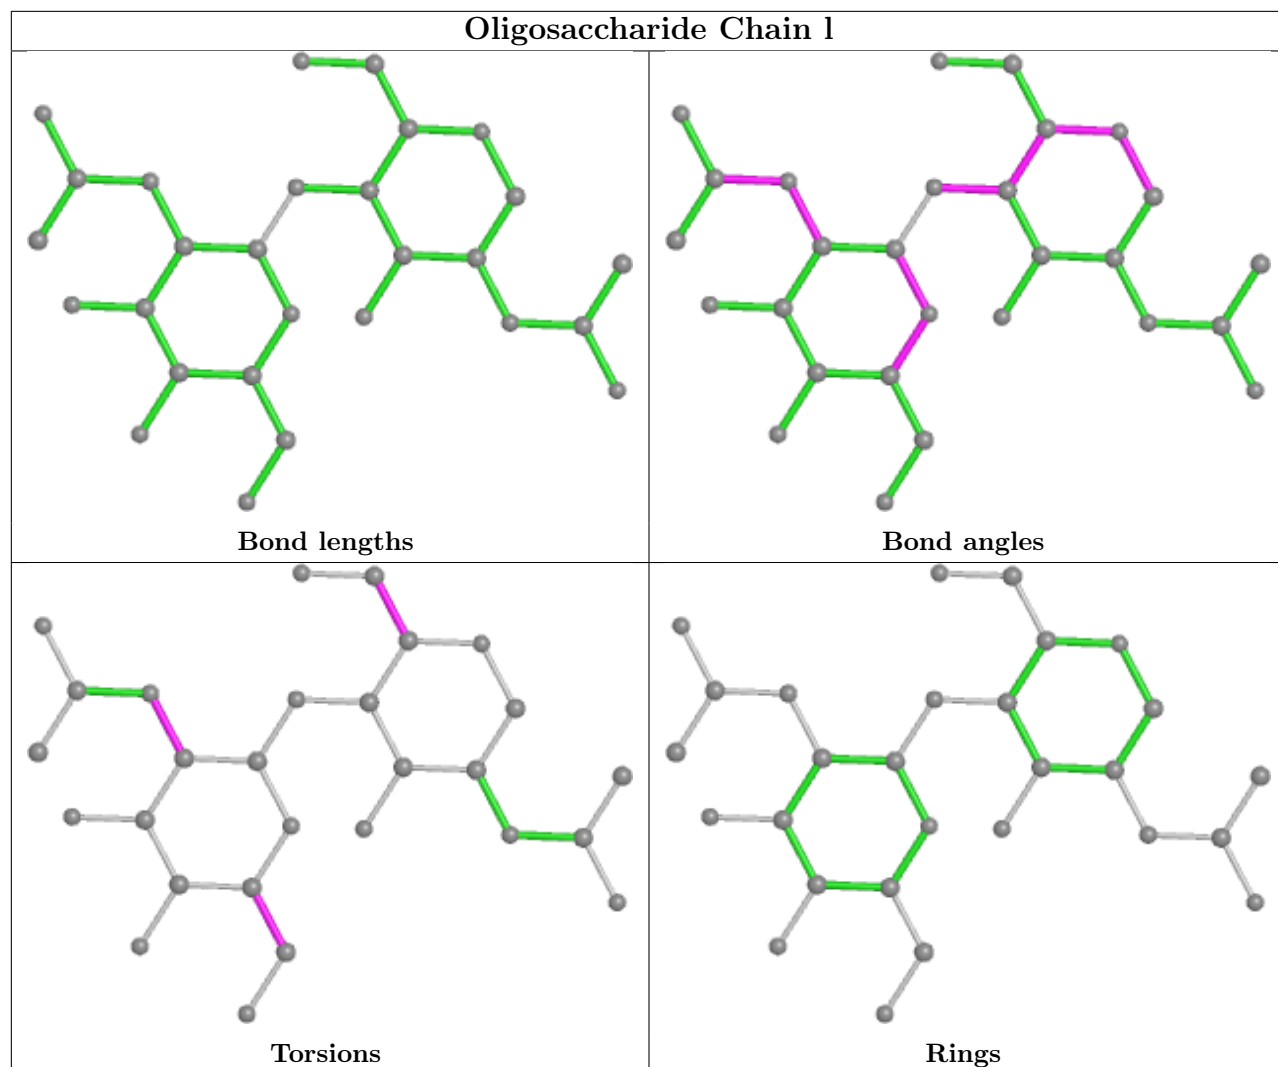 Oligosaccharide Chain l
Bond lengths
Bond angles
Torsions
Rings